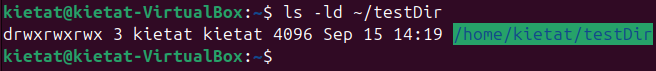 kietat@kietat-VirtualBox:~$ ls -ld ~/testDir
drwxrwxrwx 3 kietat kietat 4096 Sep 15 14:19 /home/kietat/testDir
kietat@kietat-VirtualBox:~$